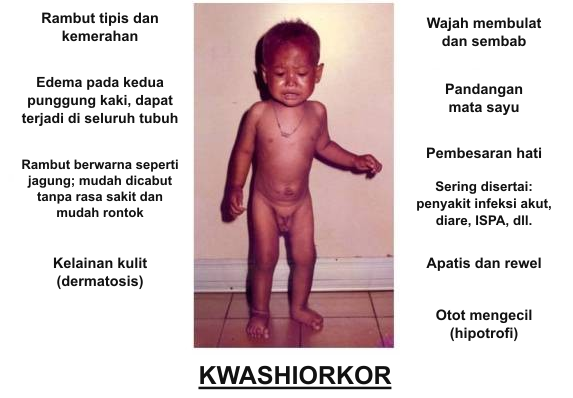 Rambut tipis dan
kemerahan
Edema pada kedua
punggung kaki, dapat
terjadi di seluruh tubuh
Rambut berwarna seperti
jagung; mudah dicabut
tanpa rasa sakit dan
mudah rontok
Kelainan kulit
(dermatosis)
Wajah membulat
dan sembab
Pandangan
mata sayu
Pembesaran hati
Sering disertai:
penyakit infeksi akut,
diare, ISPA, dll.
Apatis dan rewel
Otot mengecil
(hipotrofi)
KWASHIORKOR